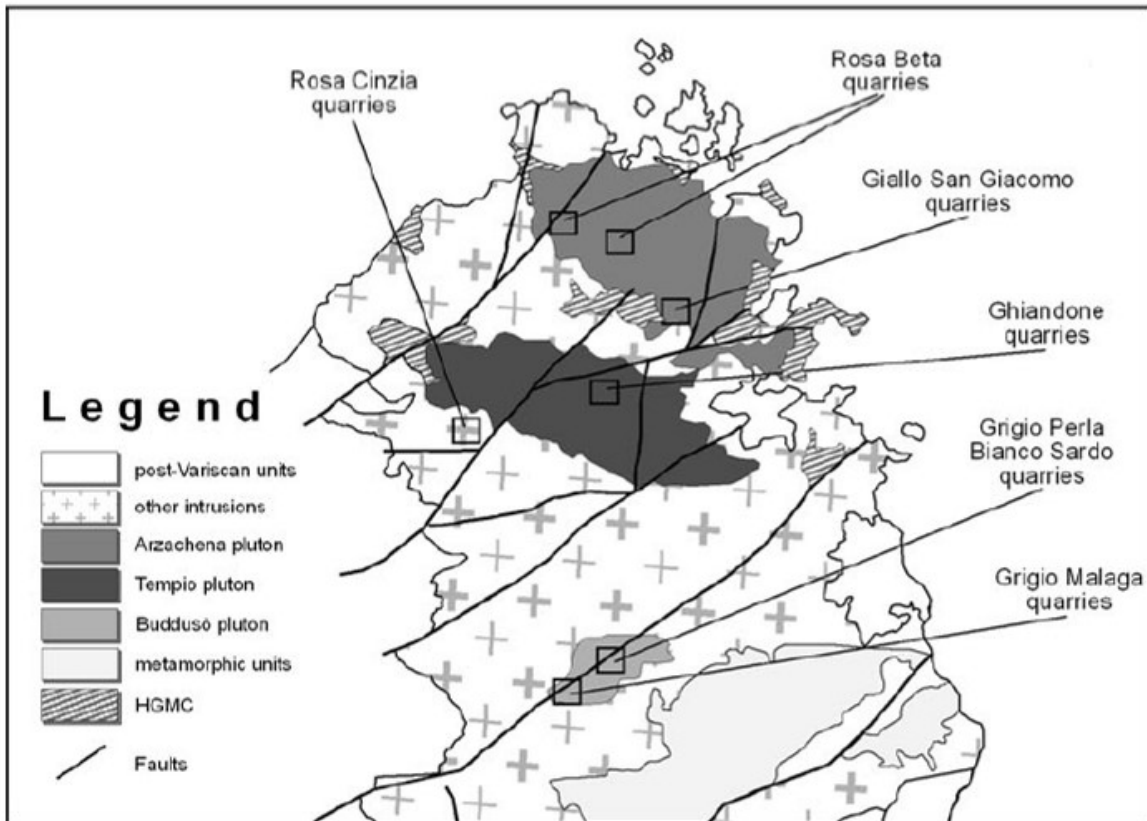 Rosa Cinzia
quarries
Rosa Beta
quarries
Giallo San Giacomo
quarries
Ghiandone
quarries
Grigio Perla
Bianco Sardo
quarries
Grigio Malaga
quarries
Legend
post-Variscan units
other intrusions
Arzachena pluton
Tempio pluton
Buddusò pluton
metamorphic units
HGMC
Faults